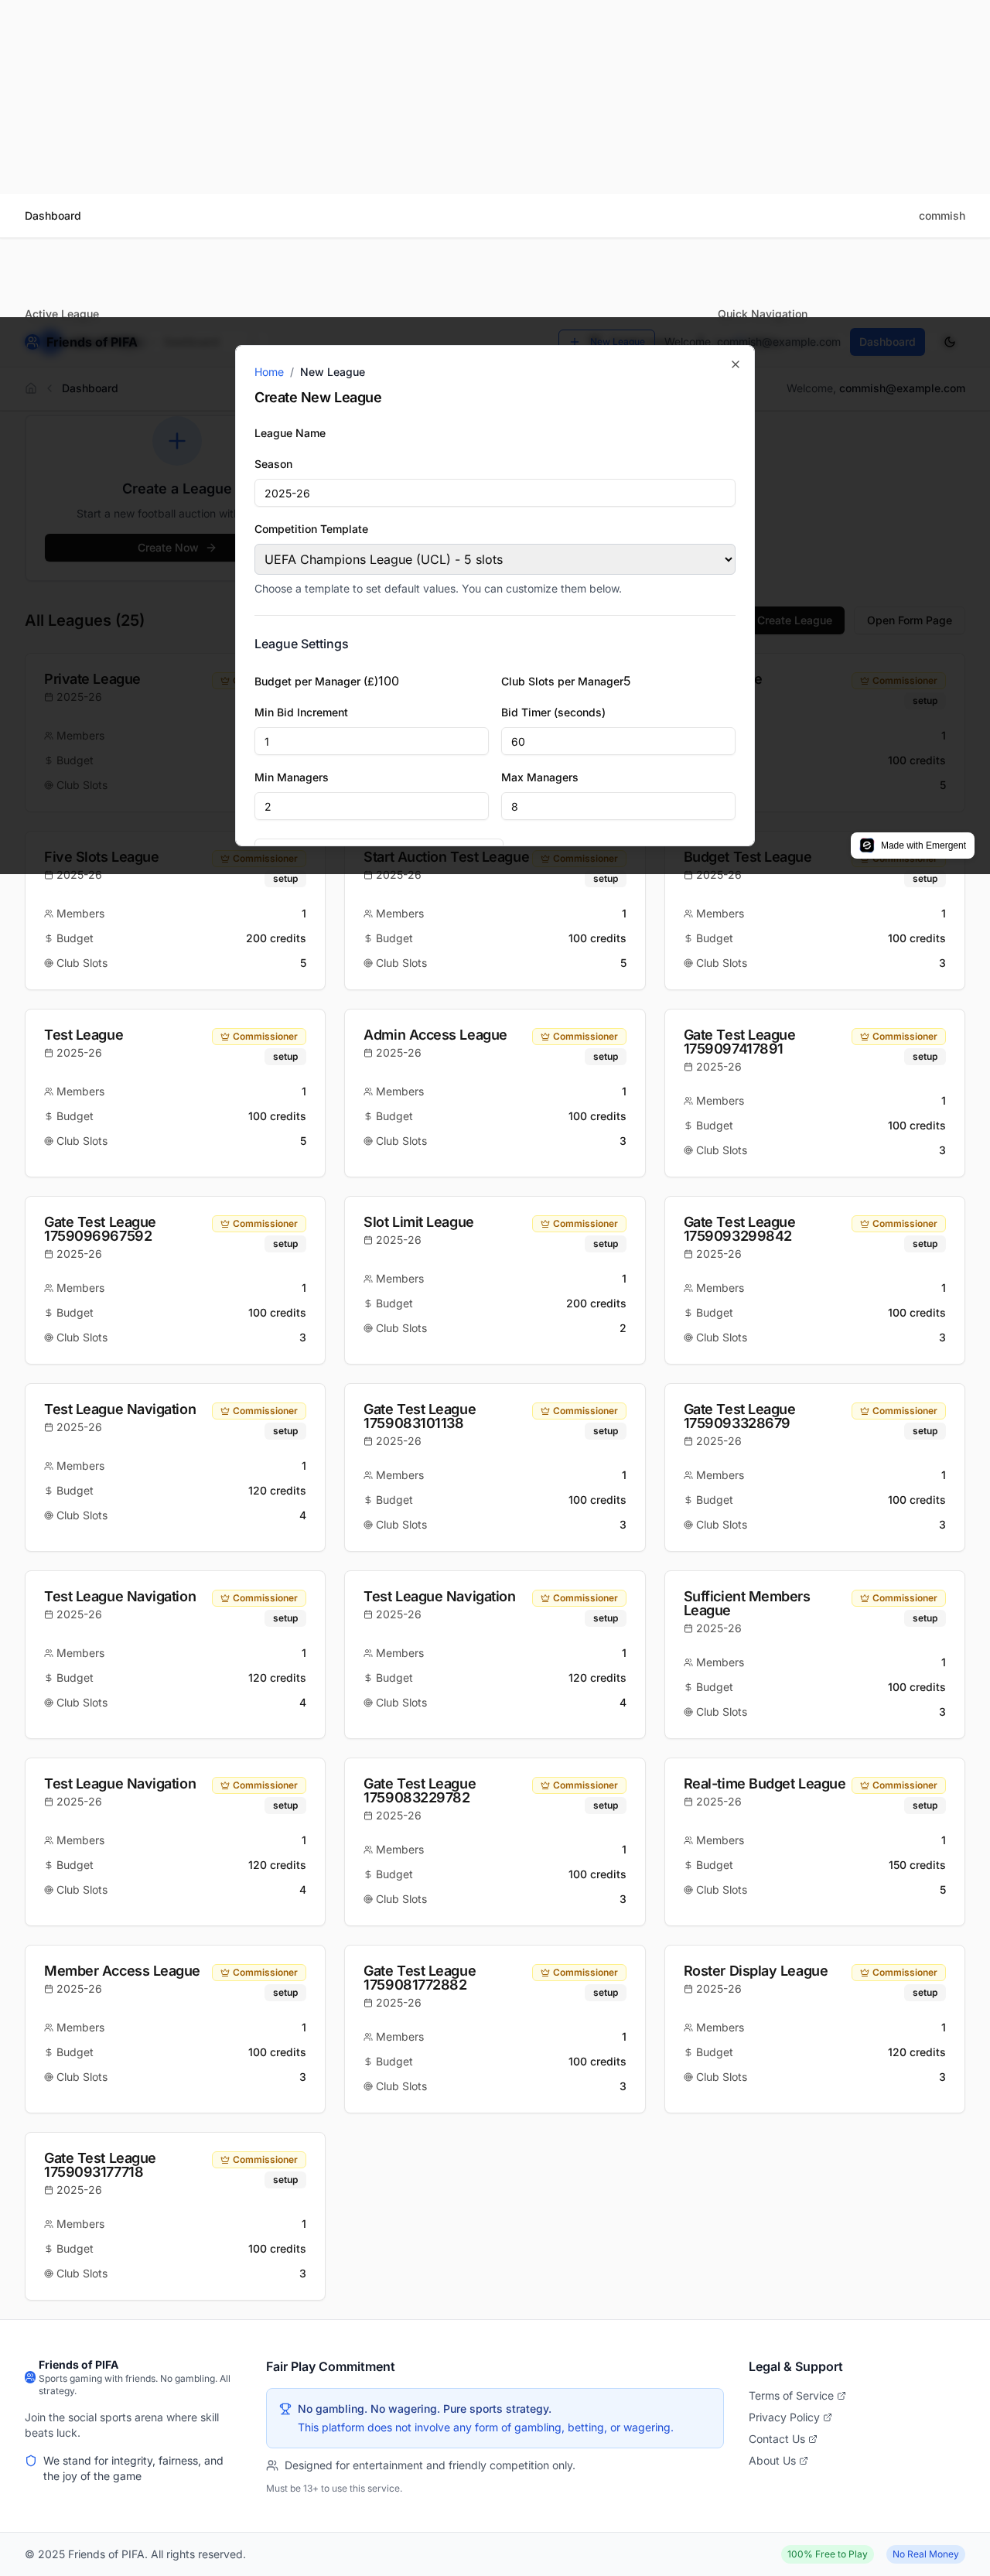 Dashboard
commish
Active League
Quick Navigation
Friends of PIFA
New League
Welcome, commish@example.com
Dashboard
Dashboard
Welcome, commish@example.com
Home / New League
Create New League
League Name
Season
2025-26
Competition Template
UEFA Champions League (UCL) - 5 slots
Choose a template to set default values. You can customize them below.
League Settings
Budget per Manager (£)100
Club Slots per Manager5
Min Bid Increment
Bid Timer (seconds)
1
60
Min Managers
Max Managers
2
8
Create a League
Start a new football auction wit
Create Now
All Leagues (25)
Create League
Open Form Page
Private League
2025-26
Commissioner
setup
Members
1
Budget
100 credits
Club Slots
5
Made with Emergent
Five Slots League
Commissioner
2025-26
setup
Members 1
Budget 200 credits
Club Slots 5
Start Auction Test League
Commissioner
2025-26
setup
Members 1
Budget 100 credits
Club Slots 5
Budget Test League
2025-26
setup
Members 1
Budget 100 credits
Club Slots 3
Test League
Commissioner
2025-26
setup
Members 1
Budget 100 credits
Club Slots 5
Admin Access League
Commissioner
2025-26
setup
Members 1
Budget 100 credits
Club Slots 3
Gate Test League
1759097417891
Commissioner
2025-26
setup
Members 1
Budget 100 credits
Club Slots 3
Gate Test League
1759096967592
Commissioner
2025-26
setup
Members 1
Budget 100 credits
Club Slots 3
Slot Limit League
Commissioner
2025-26
setup
Members 1
Budget 200 credits
Club Slots 2
Gate Test League
1759093299842
Commissioner
2025-26
setup
Members 1
Budget 100 credits
Club Slots 3
Test League Navigation
Commissioner
2025-26
setup
Members 1
Budget 120 credits
Club Slots 4
Gate Test League
1759083101138
Commissioner
2025-26
setup
Members 1
Budget 100 credits
Club Slots 3
Gate Test League
1759093328679
Commissioner
2025-26
setup
Members 1
Budget 100 credits
Club Slots 3
Test League Navigation
Commissioner
2025-26
setup
Members 1
Budget 120 credits
Club Slots 4
Test League Navigation
Commissioner
2025-26
setup
Members 1
Budget 120 credits
Club Slots 4
Sufficient Members
League
Commissioner
2025-26
setup
Members 1
Budget 100 credits
Club Slots 3
Test League Navigation
Commissioner
2025-26
setup
Members 1
Budget 120 credits
Club Slots 4
Gate Test League
1759083229782
Commissioner
2025-26
setup
Members 1
Budget 100 credits
Club Slots 3
Real-time Budget League
Commissioner
2025-26
setup
Members 1
Budget 150 credits
Club Slots 5
Member Access League
Commissioner
2025-26
setup
Members 1
Budget 100 credits
Club Slots 3
Gate Test League
1759081772882
Commissioner
2025-26
setup
Members 1
Budget 100 credits
Club Slots 3
Roster Display League
Commissioner
2025-26
setup
Members 1
Budget 120 credits
Club Slots 3
Gate Test League
1759093177718
Commissioner
2025-26
setup
Members 1
Budget 100 credits
Club Slots 3
Friends of PIFA
Sports gaming with friends. No gambling. All
strategy.
Join the social sports arena where skill
beats luck.
We stand for integrity, fairness, and
the joy of the game
Fair Play Commitment
No gambling. No wagering. Pure sports strategy.
This platform does not involve any form of gambling, betting, or wagering.
Designed for entertainment and friendly competition only.
Must be 13+ to use this service.
Legal & Support
Terms of Service
Privacy Policy
Contact Us
About Us
© 2025 Friends of PIFA. All rights reserved.
100% Free to Play
No Real Money